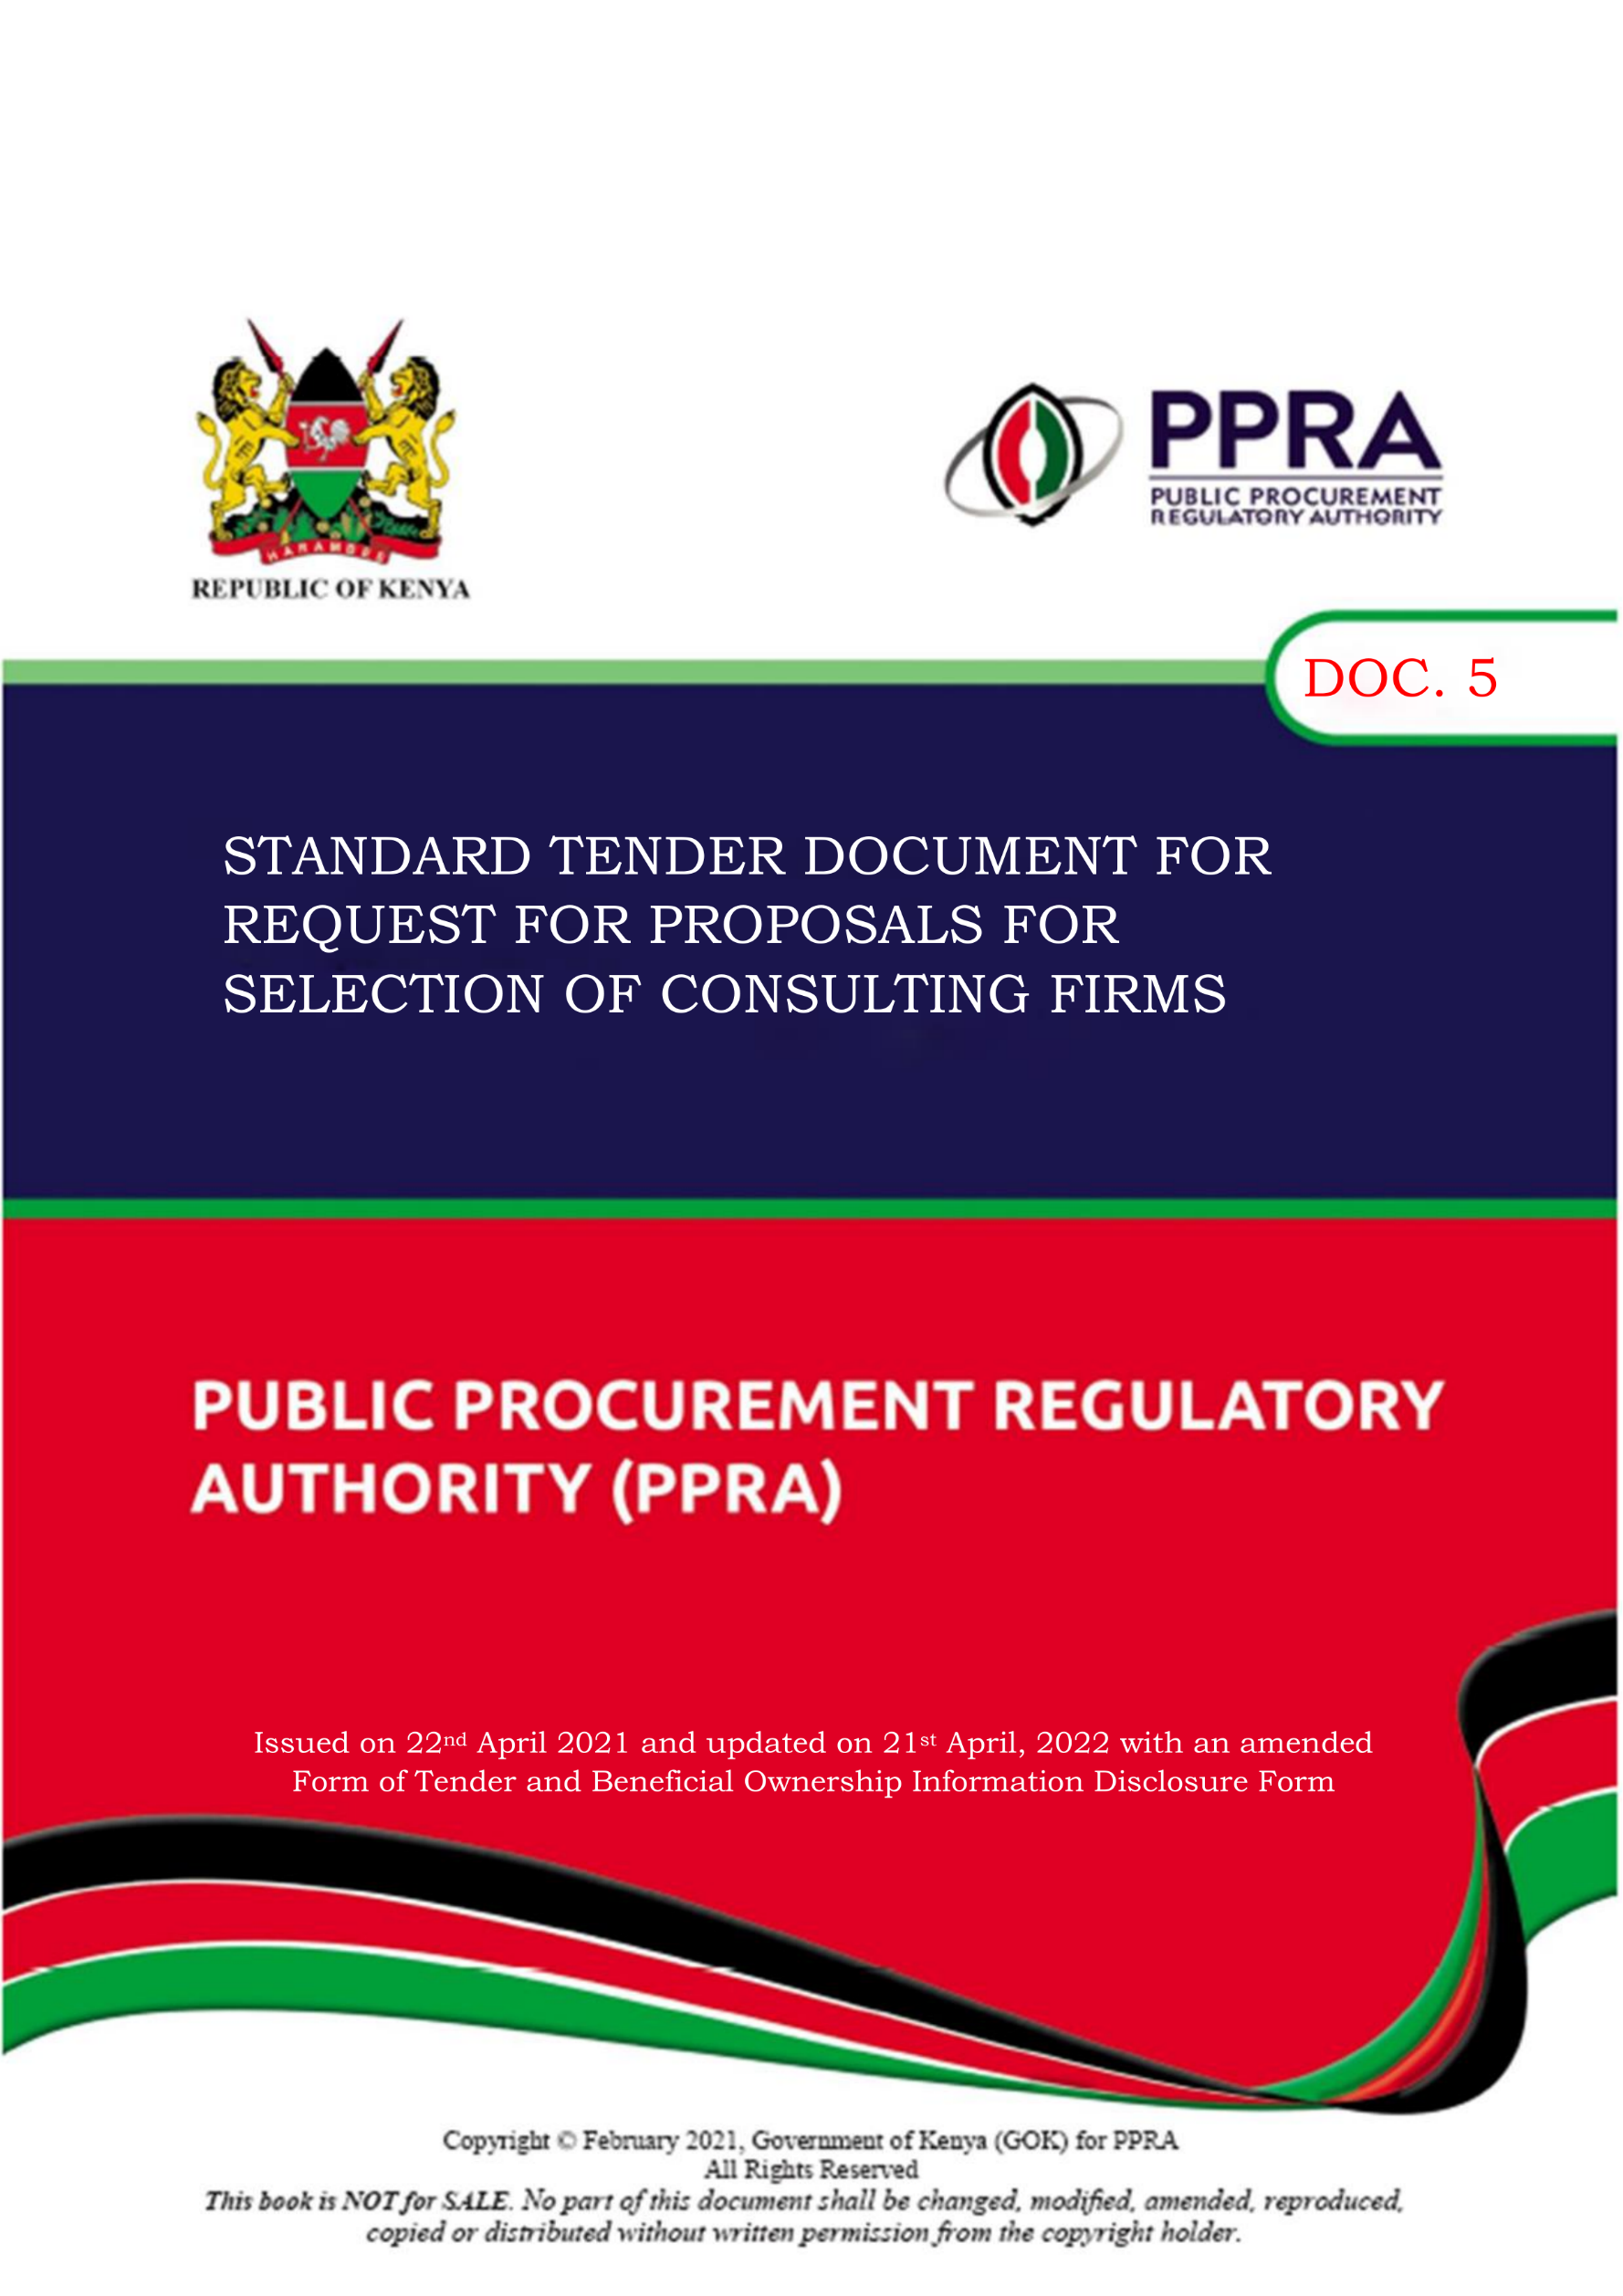 HARAMBEE
REPUBLIC OF KENYA
PPRA
PUBLIC PROCUREMENT
REGULATORY AUTHORITY
DOC. 5
STANDARD TENDER DOCUMENT FOR
REQUEST FOR PROPOSALS FOR
SELECTION OF CONSULTING FIRMS
PUBLIC PROCUREMENT REGULATORY
AUTHORITY (PPRA)
Issued on 22nd April 2021 and updated on 21st April, 2022 with an amended
Form of Tender and Beneficial Ownership Information Disclosure Form
Copyright © February 2021, Government of Kenya (GOK) for PPRA
All Rights Reserved
This book is NOT for SALE. No part of this document shall be changed, modified, amended, reproduced,
copied or distributed without written permission from the copyright holder.